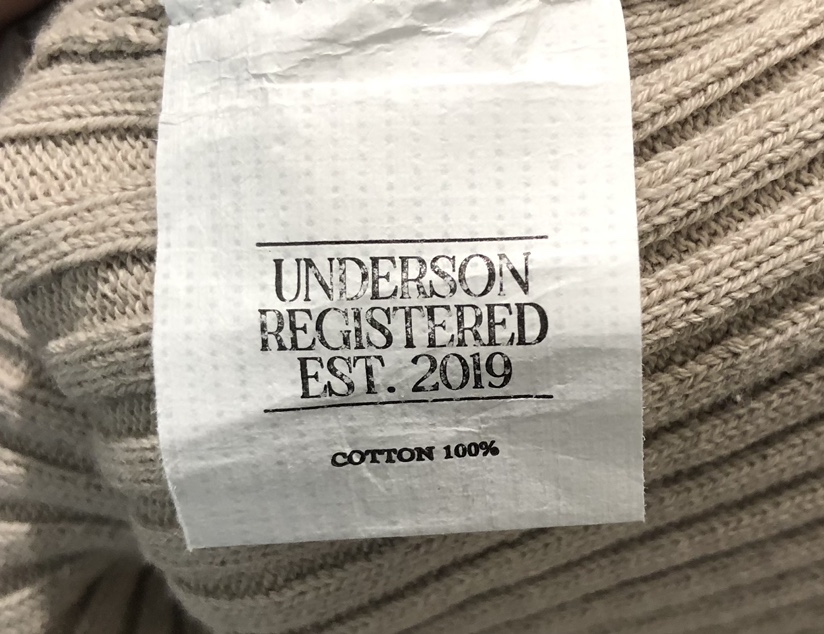 UNDERSON
REGISTERED
EST. 2019
COTTON 100%